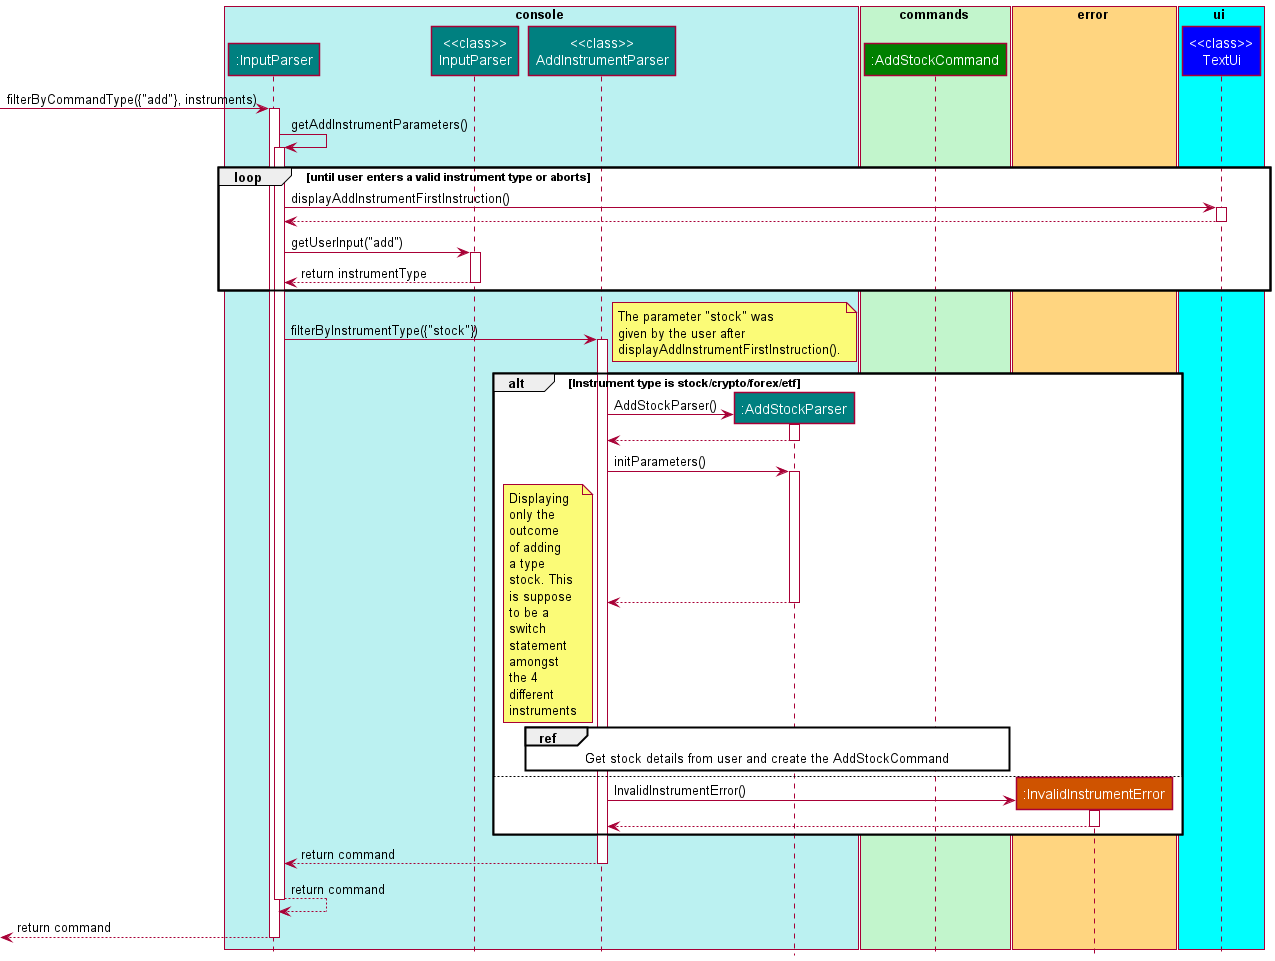 console
commands
error
ui
:InputParser
<<class>>
InputParser
<<class>>
AddInstrumentParser
:AddStockCommand
<<class>>
TextUi
filterByCommandType({"add"}, instruments)
getAddInstrumentParameters()
loop
[until user enters a valid instrument type or aborts]
displayAddInstrumentFirstInstruction()
getUserInput("add")
return instrumentType
filterByInstrumentType({"stock"})
The parameter "stock" was
given by the user after
displayAddInstrumentFirstInstruction().
alt
[Instrument type is stock/crypto/forex/etf]
AddStockParser()
:AddStockParser
initParameters()
Displaying
only the
outcome
of adding
a type
stock. This
is suppose
to be a
switch
statement
amongst
the 4
different
instruments
ref
Get stock details from user and create the AddStockCommand
InvalidInstrumentError()
:InvalidInstrumentError
return command
return command
return command